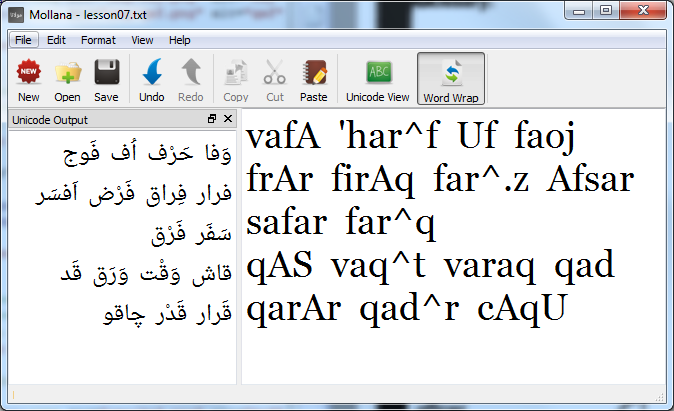 Mollana - lesson07.txt
File Edit Format View Help
New Open Save Undo Redo Copy Cut Paste Unicode View Word Wrap
Unicode Output
وَفا حَرْف اُف فَوج
فرار فِراق فَرْض اَفسَر
سَفَر فَرْق
قاش وَقْت وَرَق قَد
قَرار قَدْر چاقو
vafA 'har^f Uf faoj
frAr firAq far^.z Afsar
safar far^q
qAS vaq^t varaq qad
qarAr qad^r cAqU